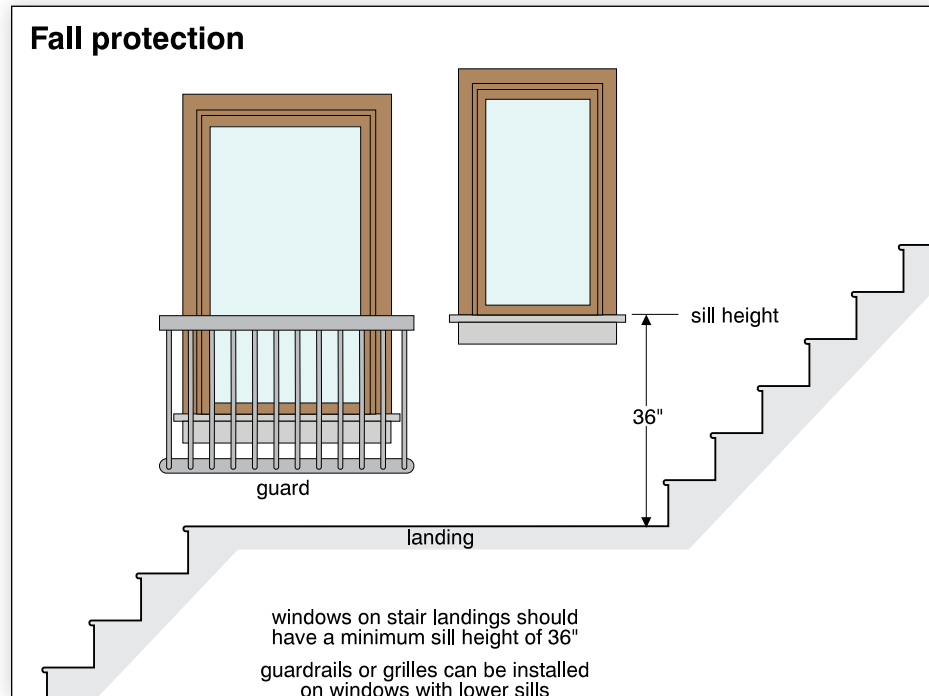 Fall protection
sill height
36"
guard
landing
windows on stair landings should
have a minimum sill height of 36"
guardrails or grilles can be installed
on windows with lower sills